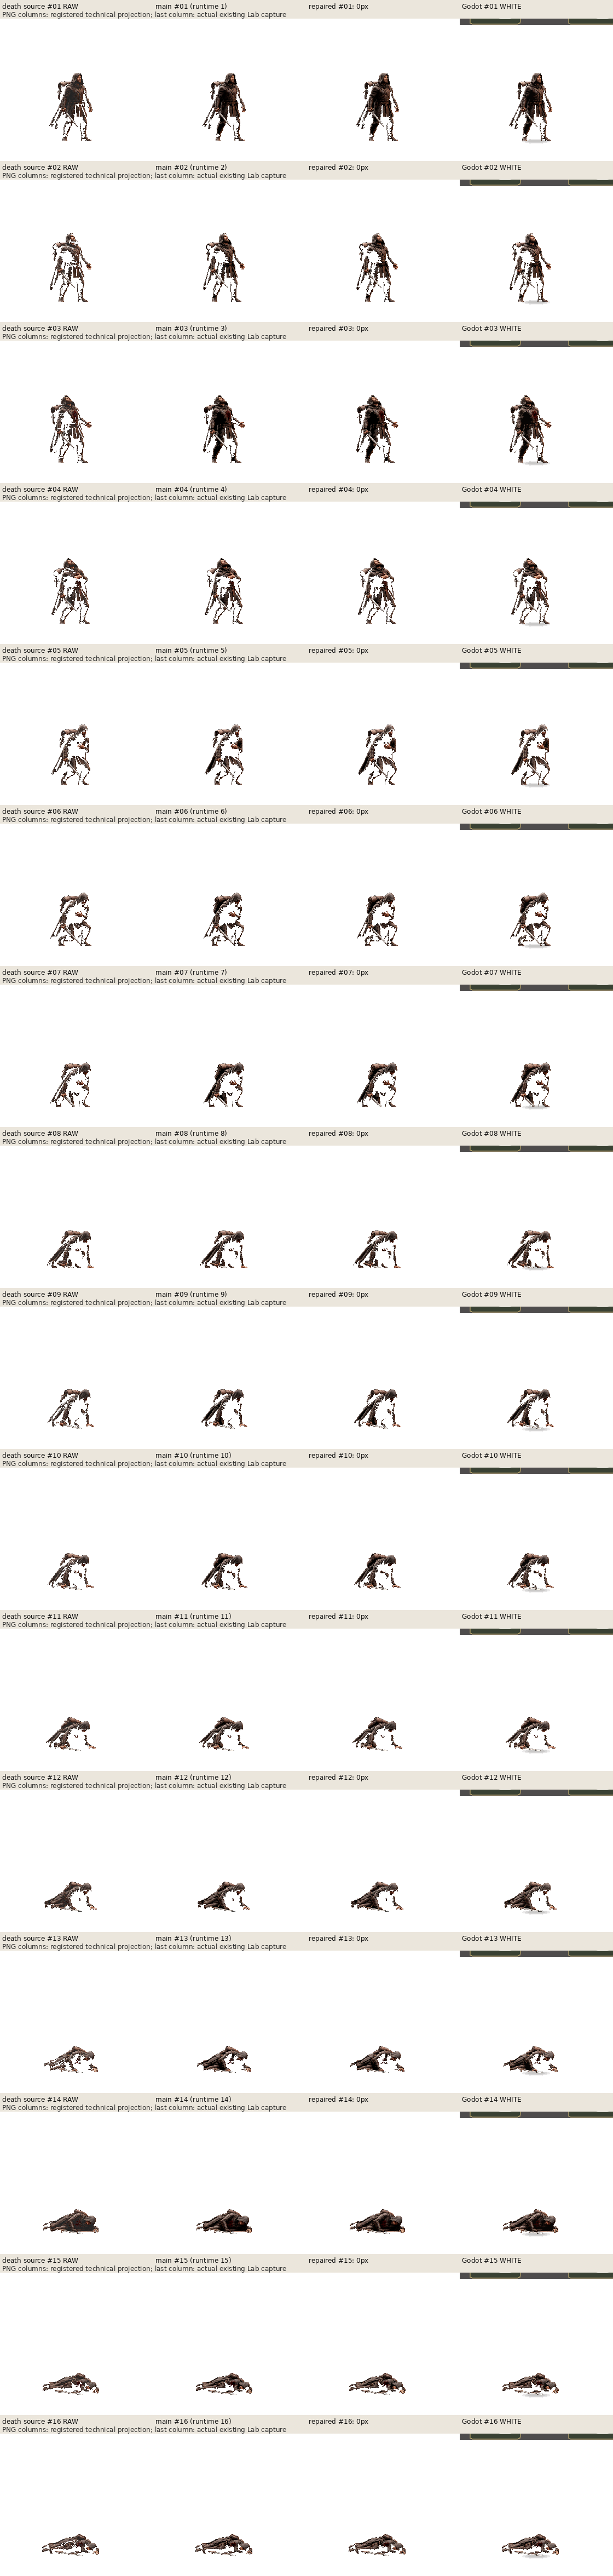 death source #01 RAW main #01 (runtime 1) repaired #01: 0px Godot #01 WHITE
PNG columns: registered technical projection; last column: actual existing Lab capture
death source #02 RAW main #02 (runtime 2) repaired #02: 0px Godot #02 WHITE
PNG columns: registered technical projection; last column: actual existing Lab capture
death source #03 RAW main #03 (runtime 3) repaired #03: 0px Godot #03 WHITE
PNG columns: registered technical projection; last column: actual existing Lab capture
death source #04 RAW main #04 (runtime 4) repaired #04: 0px Godot #04 WHITE
PNG columns: registered technical projection; last column: actual existing Lab capture
death source #05 RAW main #05 (runtime 5) repaired #05: 0px Godot #05 WHITE
PNG columns: registered technical projection; last column: actual existing Lab capture
death source #06 RAW main #06 (runtime 6) repaired #06: 0px Godot #06 WHITE
PNG columns: registered technical projection; last column: actual existing Lab capture
death source #07 RAW main #07 (runtime 7) repaired #07: 0px Godot #07 WHITE
PNG columns: registered technical projection; last column: actual existing Lab capture
death source #08 RAW main #08 (runtime 8) repaired #08: 0px Godot #08 WHITE
PNG columns: registered technical projection; last column: actual existing Lab capture
death source #09 RAW main #09 (runtime 9) repaired #09: 0px Godot #09 WHITE
PNG columns: registered technical projection; last column: actual existing Lab capture
death source #10 RAW main #10 (runtime 10) repaired #10: 0px Godot #10 WHITE
PNG columns: registered technical projection; last column: actual existing Lab capture
death source #11 RAW main #11 (runtime 11) repaired #11: 0px Godot #11 WHITE
PNG columns: registered technical projection; last column: actual existing Lab capture
death source #12 RAW main #12 (runtime 12) repaired #12: 0px Godot #12 WHITE
PNG columns: registered technical projection; last column: actual existing Lab capture
death source #13 RAW main #13 (runtime 13) repaired #13: 0px Godot #13 WHITE
PNG columns: registered technical projection; last column: actual existing Lab capture
death source #14 RAW main #14 (runtime 14) repaired #14: 0px Godot #14 WHITE
PNG columns: registered technical projection; last column: actual existing Lab capture
death source #15 RAW main #15 (runtime 15) repaired #15: 0px Godot #15 WHITE
PNG columns: registered technical projection; last column: actual existing Lab capture
death source #16 RAW main #16 (runtime 16) repaired #16: 0px Godot #16 WHITE
PNG columns: registered technical projection; last column: actual existing Lab capture